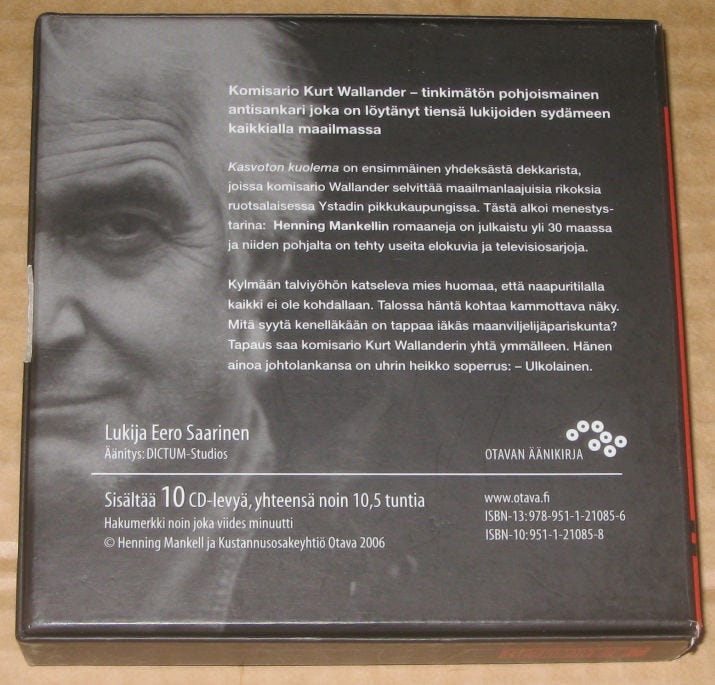 Komisario Kurt Wallander – tinkimätön pohjoismainen
antisankari joka on löytänyt tiensä lukijoiden sydämeen
kaikkialla maailmassa
Kasvoton kuolema on ensimmäinen yhdeksästä dekkarista,
joissa komisario Wallander selvittää maailmanlaajuisia rikoksia
ruotsalaisessa Ystadin pikkukaupungissa. Tästä alkoi menestys-
tarina: Henning Mankellin romaaneja on julkaistu yli 30 maassa
ja niiden pohjalta on tehty useita elokuvia ja televisiosarjoja.
Kylmään talviyöhön katseleva mies huomaa, että naapuritilalla
kaikki ei ole kohdallaan. Talossa häntä kohtaa kammottava näky.
Mitä syytä kenelläkään on tappaa iäkäs maanviljelijäpariskunta?
Tapaus saa komisario Kurt Wallanderin yhtä ymmälleen. Hänen
ainoa johtolankansa on uhrin heikko soperrus: – Ulkolainen.
Lukija Eero Saarinen
Äänitys: DICTUM-Studios
OTAVAN ÄÄNIKIRJA
Sisältää 10 CD-levyä, yhteensä noin 10,5 tuntia
Hakumerkki noin joka viides minuutti
© Henning Mankell ja Kustannusosakeyhtiö Otava 2006
www.otava.fi
ISBN-13: 978-951-1-21085-6
ISBN-10: 951-1-21085-8